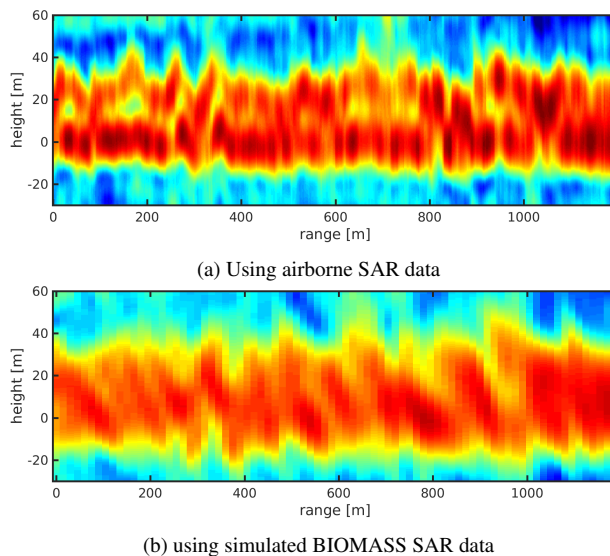 60
40
20
0
-20
height [m]
0 200 400 600 800 1000
range [m]
(a) Using airborne SAR data
60
40
20
0
-20
height [m]
0 200 400 600 800 1000
range [m]
(b) using simulated BIOMASS SAR data